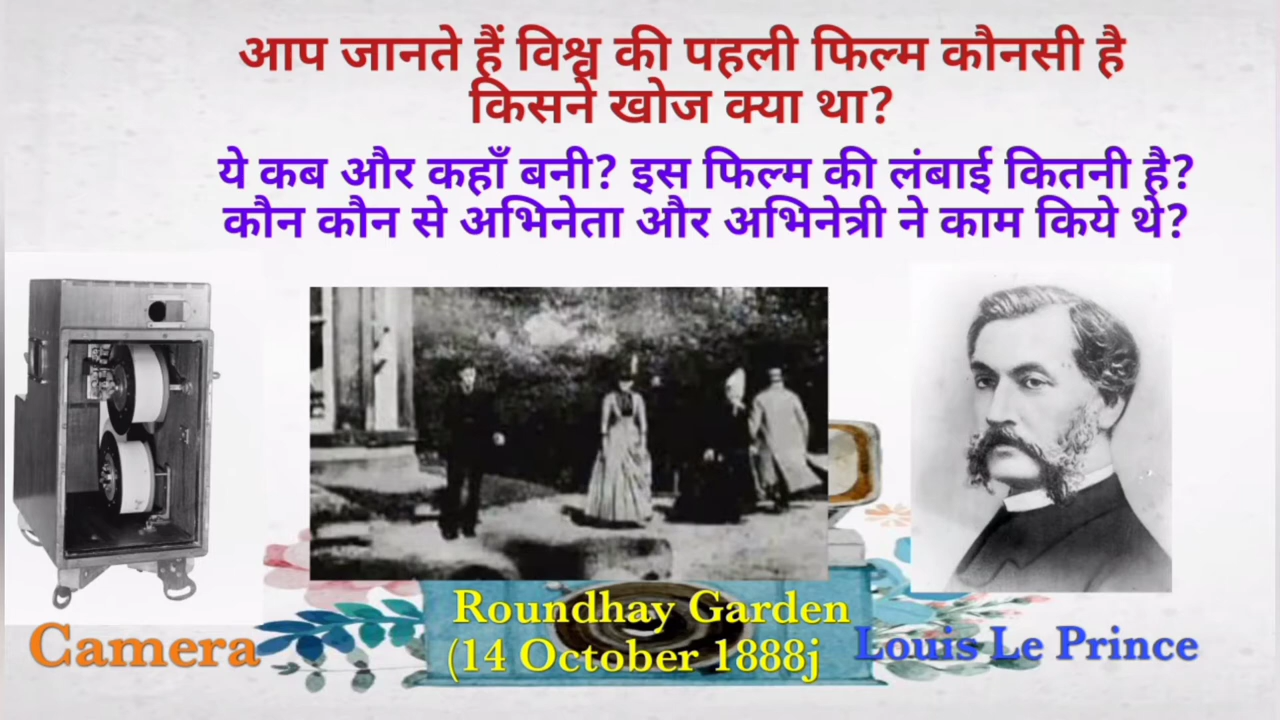 आप जानते हैं विश्व की पहली फिल्म कौनसी है
किसने खोज क्या था?
ये कब और कहाँ बनी? इस फिल्म की लंबाई कितनी है?
कौन कौन से अभिनेता और अभिनेत्री ने काम किये थे?
Roundhay Garden
(14 October 1888j
Camera
Louis Le Prince